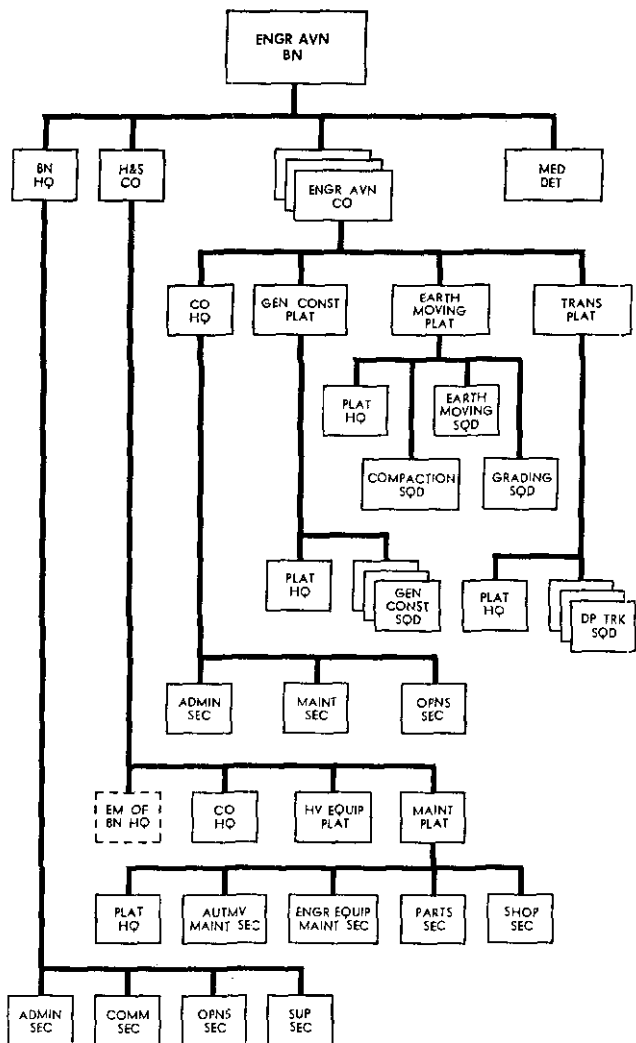 ENGR AVN
BN
BN
HQ
H&S
CO
ENGR AVN
CO
MED
DET
CO
HQ
GEN CONST
PLAT
EARTH
MOVING
PLAT
TRANS
PLAT
PLAT
HQ
EARTH
MOVING
SQD
COMPACTION
SQD
GRADING
SQD
PLAT
HQ
GEN
CONST
SQD
PLAT
HQ
DP TRK
SQD
ADMIN
SEC
MAINT
SEC
OPNS
SEC
EM OF
BN HQ
CO
HQ
HV EQUIP
PLAT
MAINT
PLAT
PLAT
HQ
AUTMV
MAINT SEC
ENGR EQUIP
MAINT SEC
PARTS
SEC
SHOP
SEC
ADMIN
SEC
COMM
SEC
OPNS
SEC
SUP
SEC